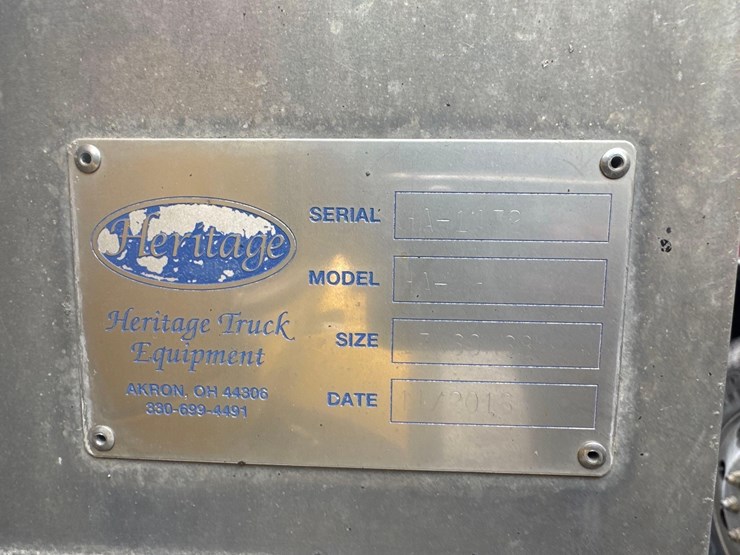 Heritage
Heritage Truck
Equipment
AKRON, OH 44306
330-699-4491
SERIAL
MODEL
SIZE
DATE